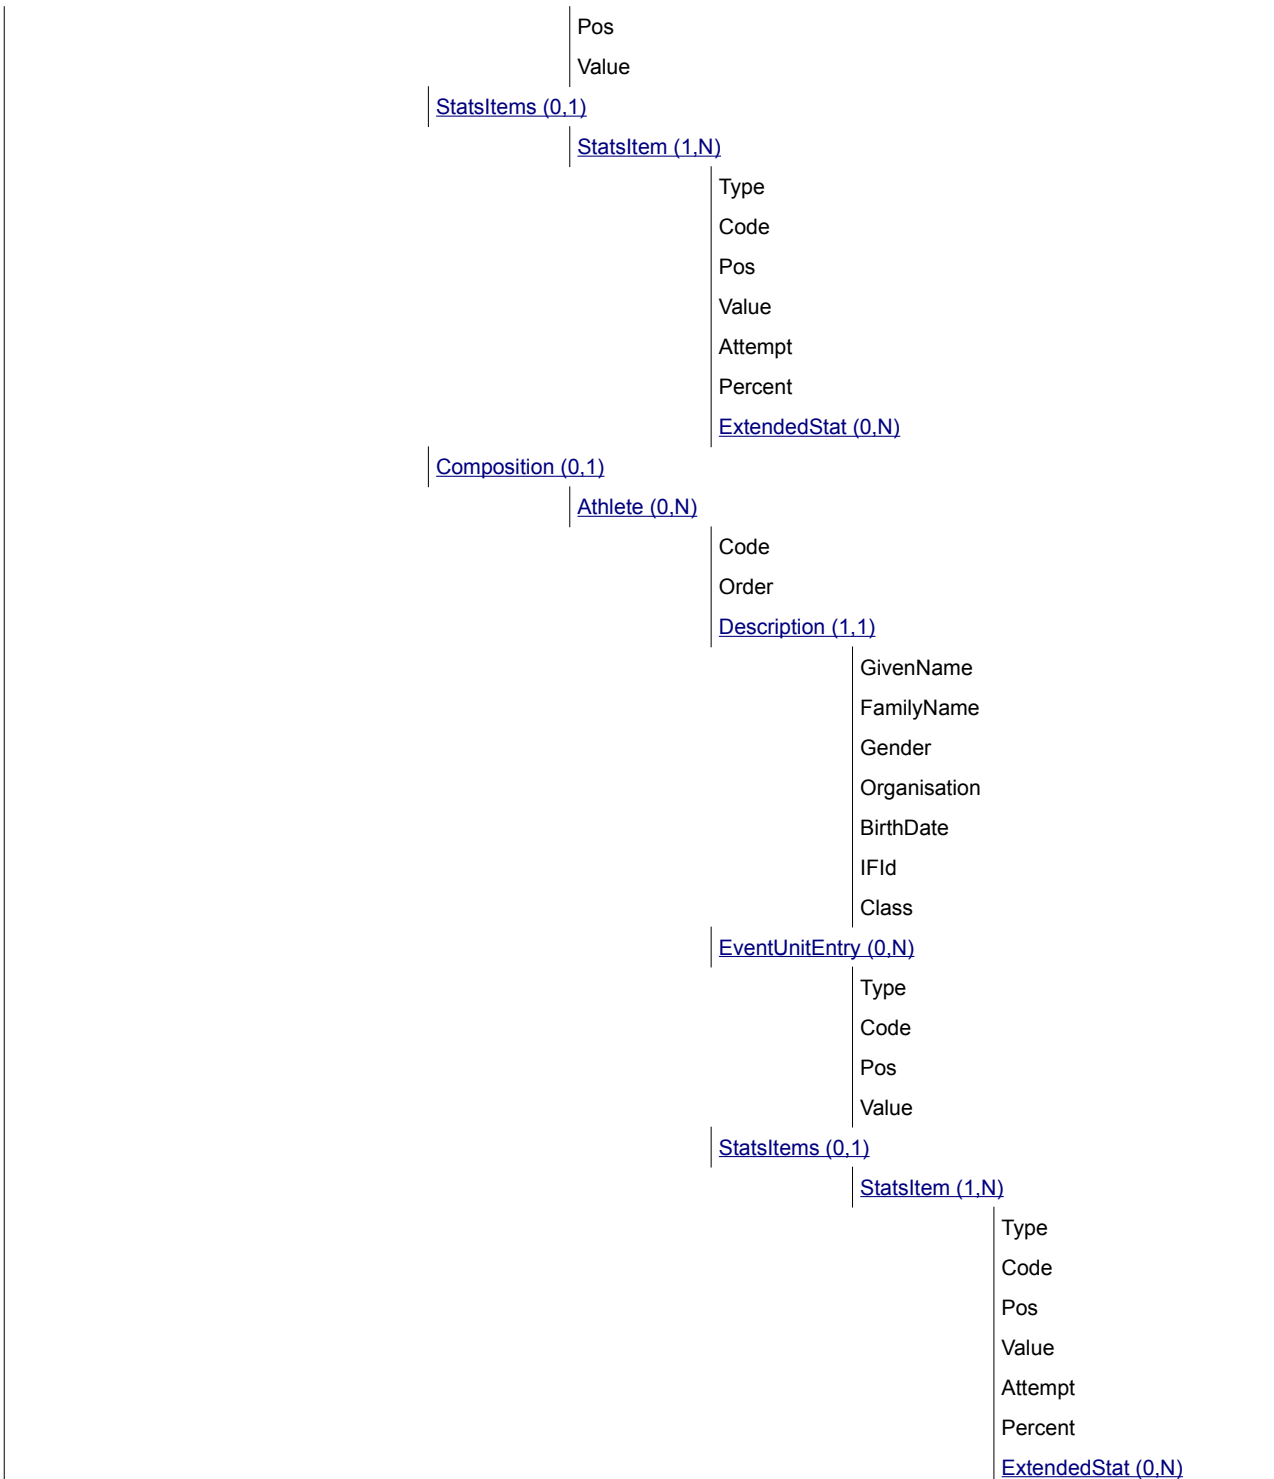 Pos
Value
StatsItems (0,1)
StatsItem (1,N)
Type
Code
Pos
Value
Attempt
Percent
ExtendedStat (0,N)
Composition (0,1)
Athlete (0,N)
Code
Order
Description (1,1)
GivenName
FamilyName
Gender
Organisation
BirthDate
IFId
Class
EventUnitEntry (0,N)
Type
Code
Pos
Value
StatsItems (0,1)
StatsItem (1,N)
Type
Code
Pos
Value
Attempt
Percent
ExtendedStat (0,N)